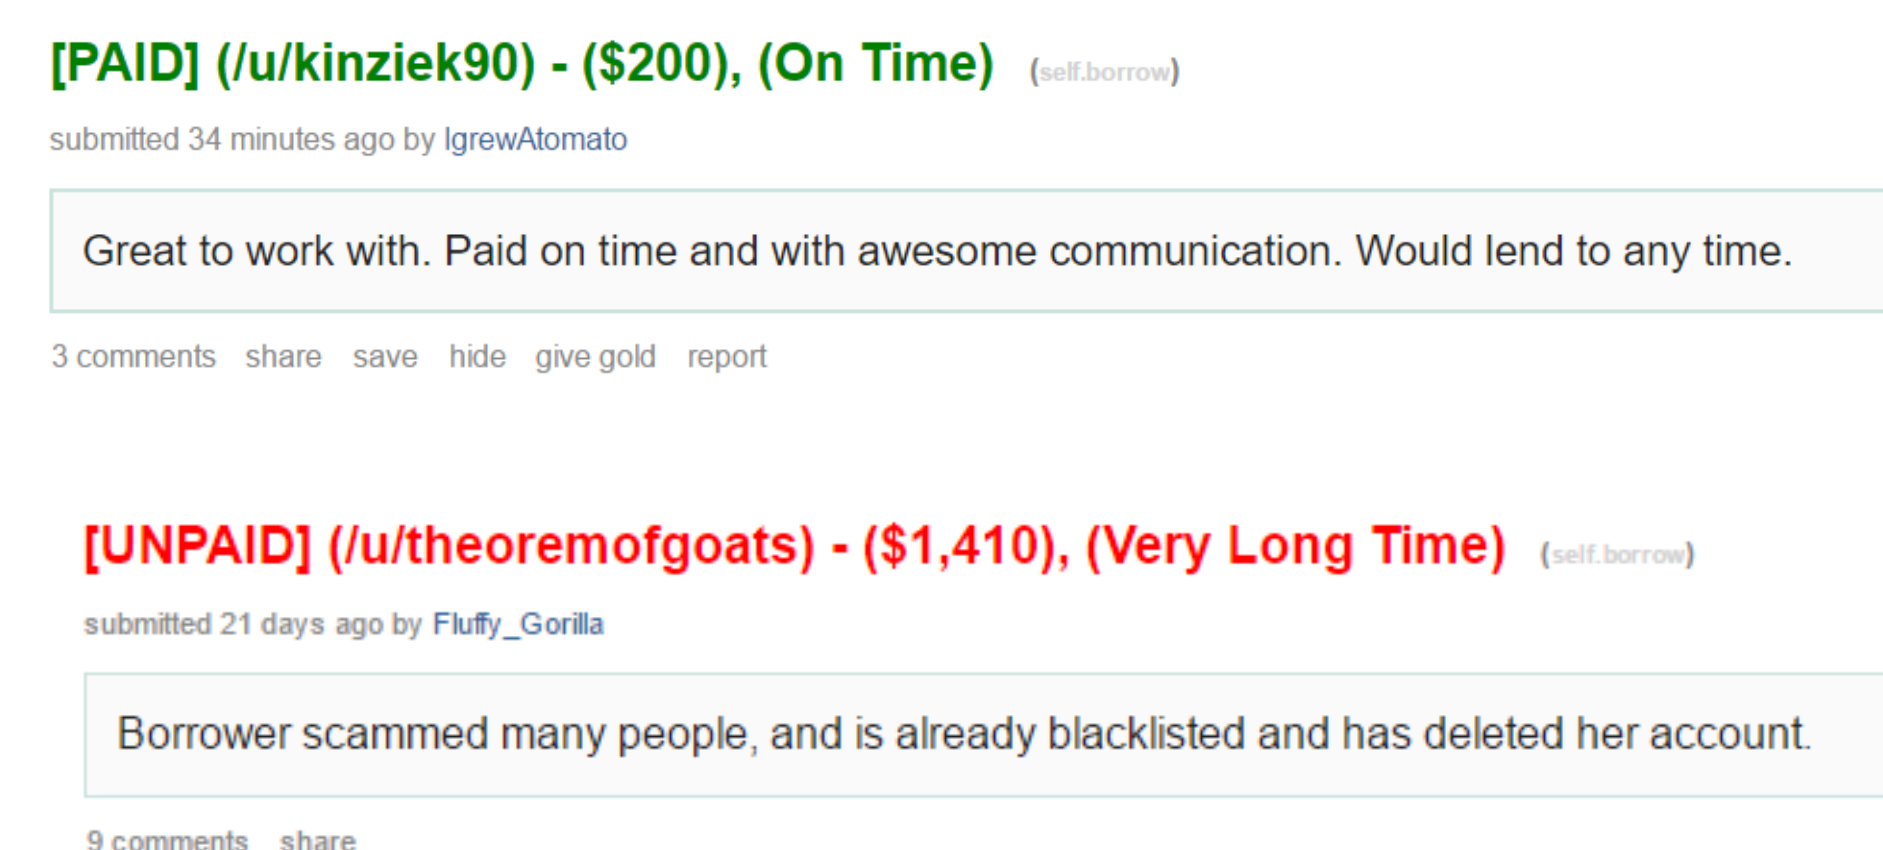 [PAID] (/u/kinziek90) - ($200), (On Time) (self.borrow)
submitted 34 minutes ago by IgrewAtomato
Great to work with. Paid on time and with awesome communication. Would lend to any time.
3 comments share save hide give gold report
[UNPAID] (/u/theoremofgoats) - ($1,410), (Very Long Time) (self.borrow)
submitted 21 days ago by Fluffy_Gorilla
Borrower scammed many people, and is already blacklisted and has deleted her account.
9 comments share